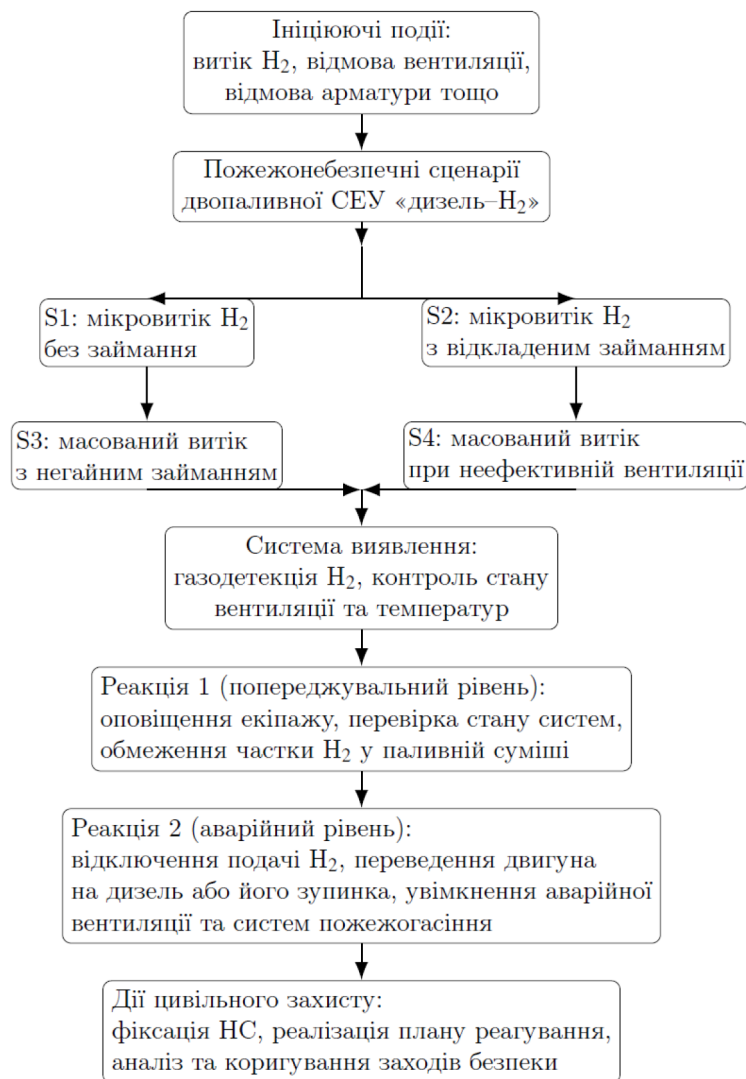 Ініціюючі події:
витік H₂, відмова вентиляції,
відмова арматури тощо
Пожежонебезпечні сценарії
двопаливної СЕУ «дизель–H₂»
S1: мікровитік H₂
без займання
S2: мікровитік H₂
з відкладеним займанням
S3: масований витік
з негайним займанням
S4: масований витік
при неефективній вентиляції
Система виявлення:
газодетекція H₂, контроль стану
вентиляції та температур
Реакція 1 (попереджувальний рівень):
оповіщення екіпажу, перевірка стану систем,
обмеження частки H₂ у паливній суміші
Реакція 2 (аварійний рівень):
відключення подачі H₂, переведення двигуна
на дизель або його зупинка, увімкнення аварійної
вентиляції та систем пожежогасіння
Дії цивільного захисту:
фіксація НС, реалізація плану реагування,
аналіз та коригування заходів безпеки